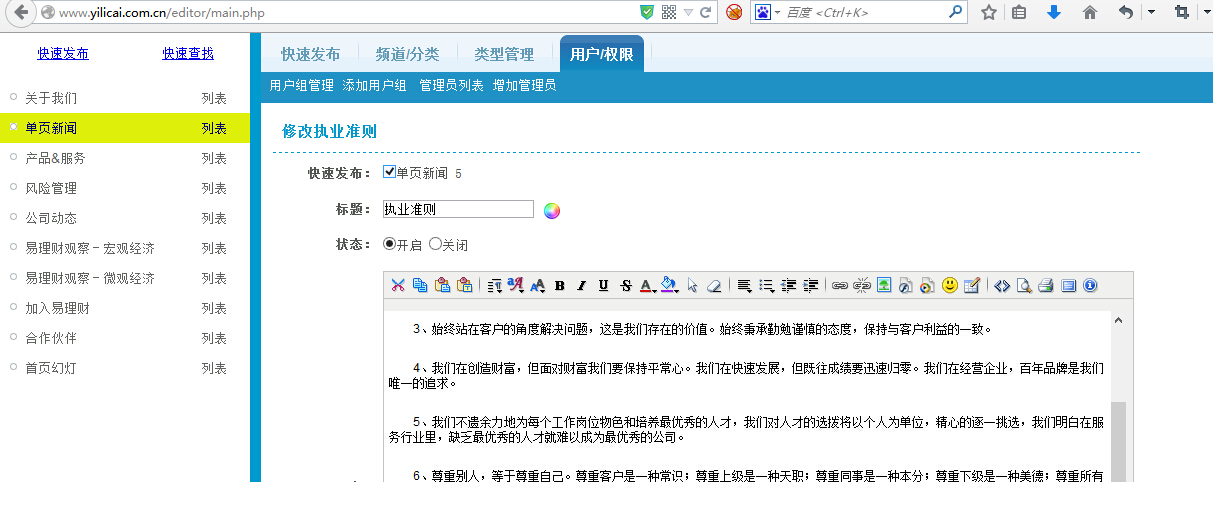 www.yilicai.com.cn/editor/main.php
百度 <Ctrl+K>
快速发布 快速查找
快速发布 频道/分类 类型管理 用户/权限
用户组管理 添加用户组 管理员列表 增加管理员
关于我们 列表
单页新闻 列表
产品&服务 列表
风险管理 列表
公司动态 列表
易理财观察－宏观经济 列表
易理财观察－微观经济 列表
加入易理财 列表
合作伙伴 列表
首页幻灯 列表
修改执业准则
快速发布： 单页新闻 5
标题： 执业准则
状态： 开启 关闭
3、始终站在客户的角度解决问题，这是我们存在的价值。始终秉承勤勉谨慎的态度，保持与客户利益的一致。
4、我们在创造财富，但面对财富我们要保持平常心。我们在快速发展，但既往成绩要迅速归零。我们在经营企业，百年品牌是我们
唯一的追求。
5、我们不遗余力地为每个工作岗位物色和培养最优秀的人才，我们对人才的选拨将以个人为单位，精心的逐一挑选，我们明白在服
务行业里，缺乏最优秀的人才就难以成为最优秀的公司。
6、尊重别人，等于尊重自己。尊重客户是一种常识；尊重上级是一种天职；尊重同事是一种本分；尊重下级是一种美德；尊重所有